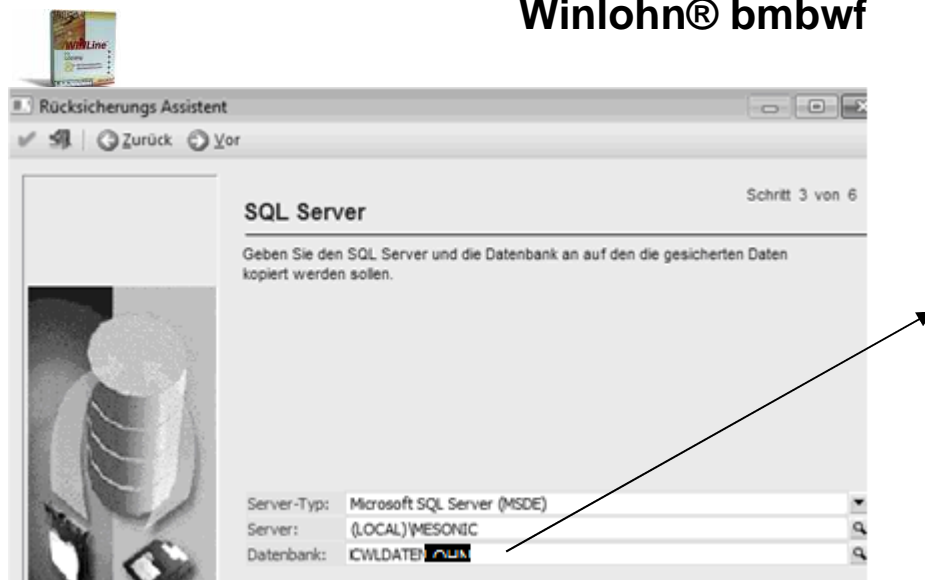 Winlohn® bmbwf
WINLine
Rücksicherungs Assistent
Zurück Vor
Schritt 3 von 6
SQL Server
Geben Sie den SQL Server und die Datenbank an auf den die gesicherten Daten
kopiert werden sollen.
Server-Typ: Microsoft SQL Server (MSDE)
Server: (LOCAL)\MESONIC
Datenbank: